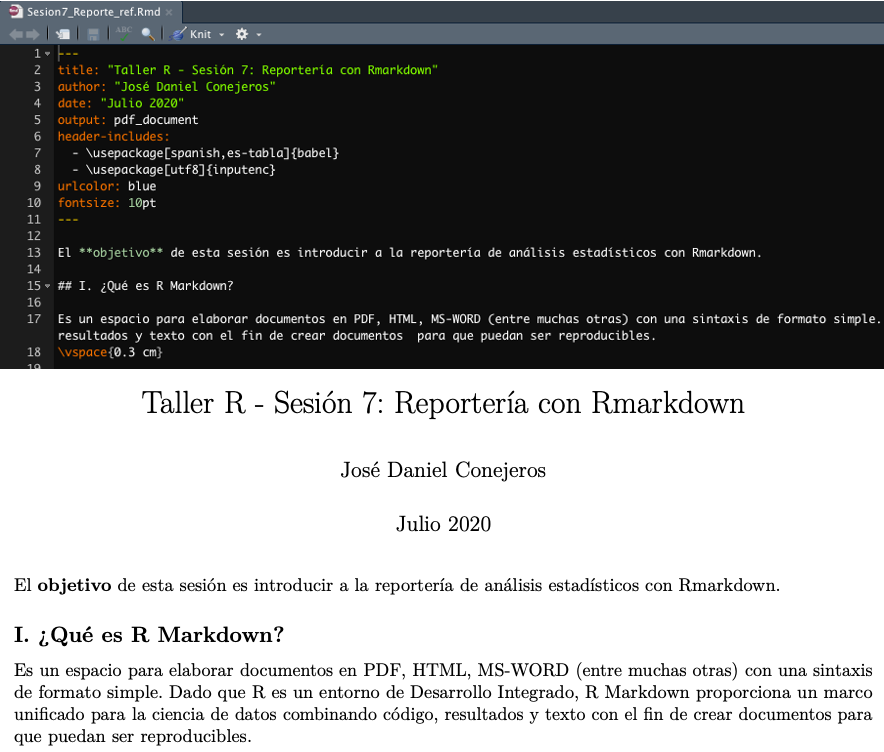 Sesion7_Reporte_ref.Rmd ×
ABC Knit
1 ---
2 title: "Taller R - Sesión 7: Reportería con Rmarkdown"
3 author: "José Daniel Conejeros"
4 date: "Julio 2020"
5 output: pdf_document
6 header-includes:
7 - \usepackage[spanish,es-tabla]{babel}
8 - \usepackage[utf8]{inputenc}
9 urlcolor: blue
10 fontsize: 10pt
11 ---
12
13 El **objetivo** de esta sesión es introducir a la reportería de análisis estadísticos con Rmarkdown.
14
15 ## I. ¿Qué es R Markdown?
16
17 Es un espacio para elaborar documentos en PDF, HTML, MS-WORD (entre muchas otras) con una sintaxis de formato simple.
resultados y texto con el fin de crear documentos  para que puedan ser reproducibles.
18 \vspace{0.3 cm}
19
Taller R - Sesión 7: Reportería con Rmarkdown
José Daniel Conejeros
Julio 2020
El objetivo de esta sesión es introducir a la reportería de análisis estadísticos con Rmarkdown.
I. ¿Qué es R Markdown?
Es un espacio para elaborar documentos en PDF, HTML, MS-WORD (entre muchas otras) con una sintaxis
de formato simple. Dado que R es un entorno de Desarrollo Integrado, R Markdown proporciona un marco
unificado para la ciencia de datos combinando código, resultados y texto con el fin de crear documentos para
que puedan ser reproducibles.